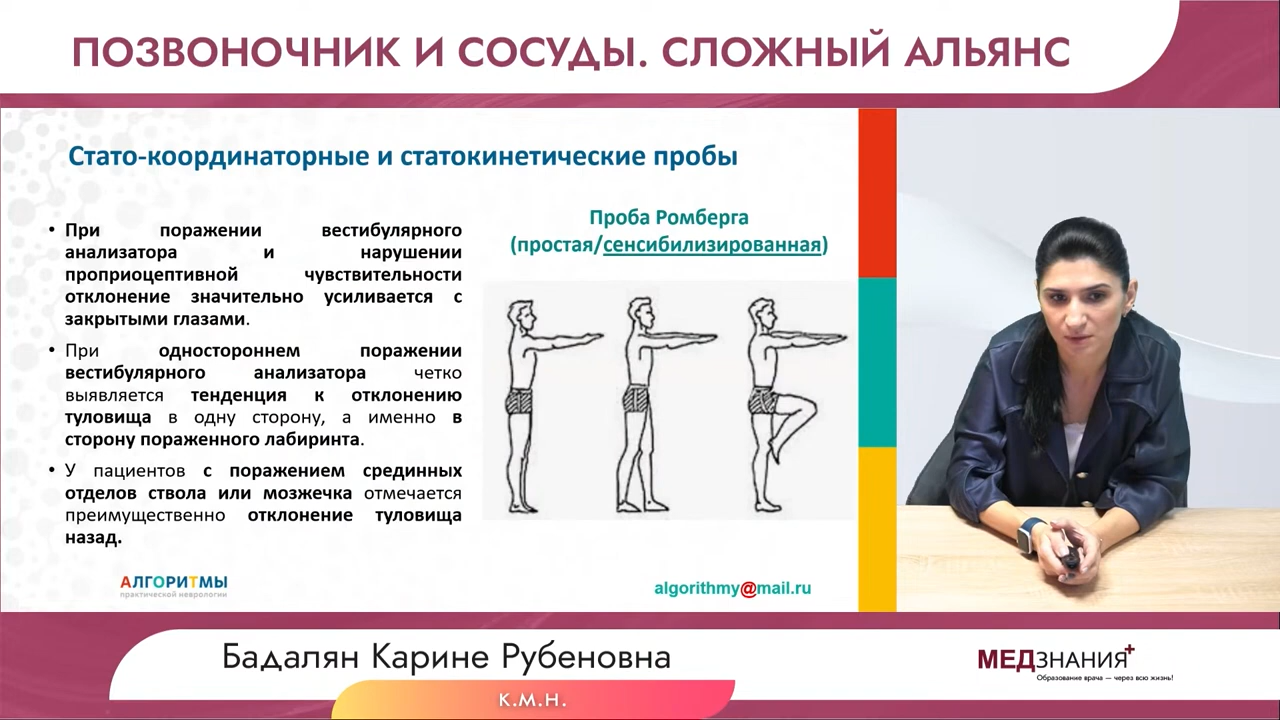 ПОЗВОНОЧНИК И СОСУДЫ. СЛОЖНЫЙ АЛЬЯНС
Стато-координаторные и статокинетические пробы
• При поражении вестибулярного
анализатора и нарушении
проприоцептивной чувствительности
отклонение значительно усиливается с
закрытыми глазами.
• При одностороннем поражении
вестибулярного анализатора четко
выявляется тенденция к отклонению
туловища в одну сторону, а именно в
сторону пораженного лабиринта.
• У пациентов с поражением срединных
отделов ствола или мозжечка отмечается
преимущественно отклонение туловища
назад.
Проба Ромберга
(простая/сенсибилизированная)
АЛГОРИТМЫ
практической неврологии
algorithmy@mail.ru
Бадалян Карине Рубеновна
к.м.н.
МЕДЗНАНИЯ+
Образование врача — через всю жизнь!